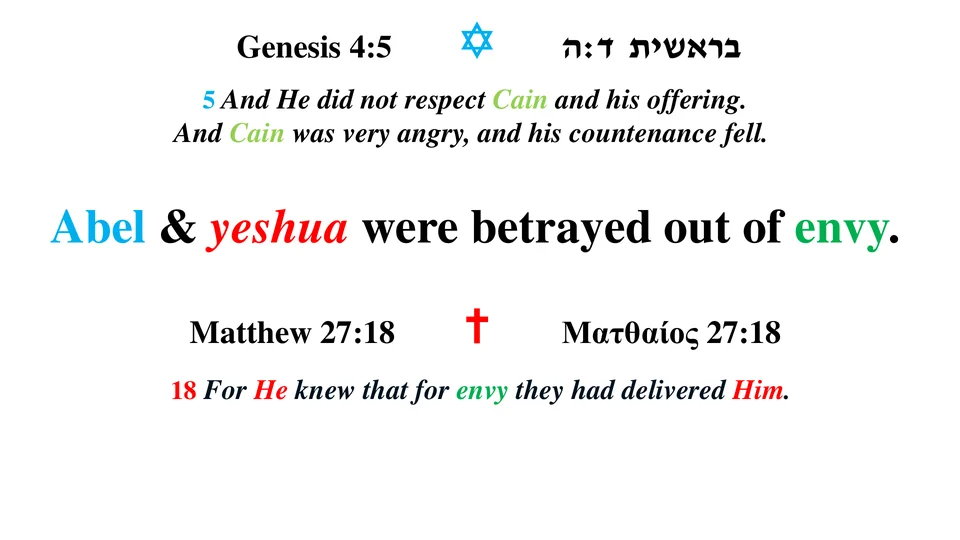 Genesis 4:5 ✡ בראשית ד:ה
5 And He did not respect Cain and his offering.
And Cain was very angry, and his countenance fell.
Abel & yeshua were betrayed out of envy.
Matthew 27:18 ✝ Ματθαίος 27:18
18 For He knew that for envy they had delivered Him.